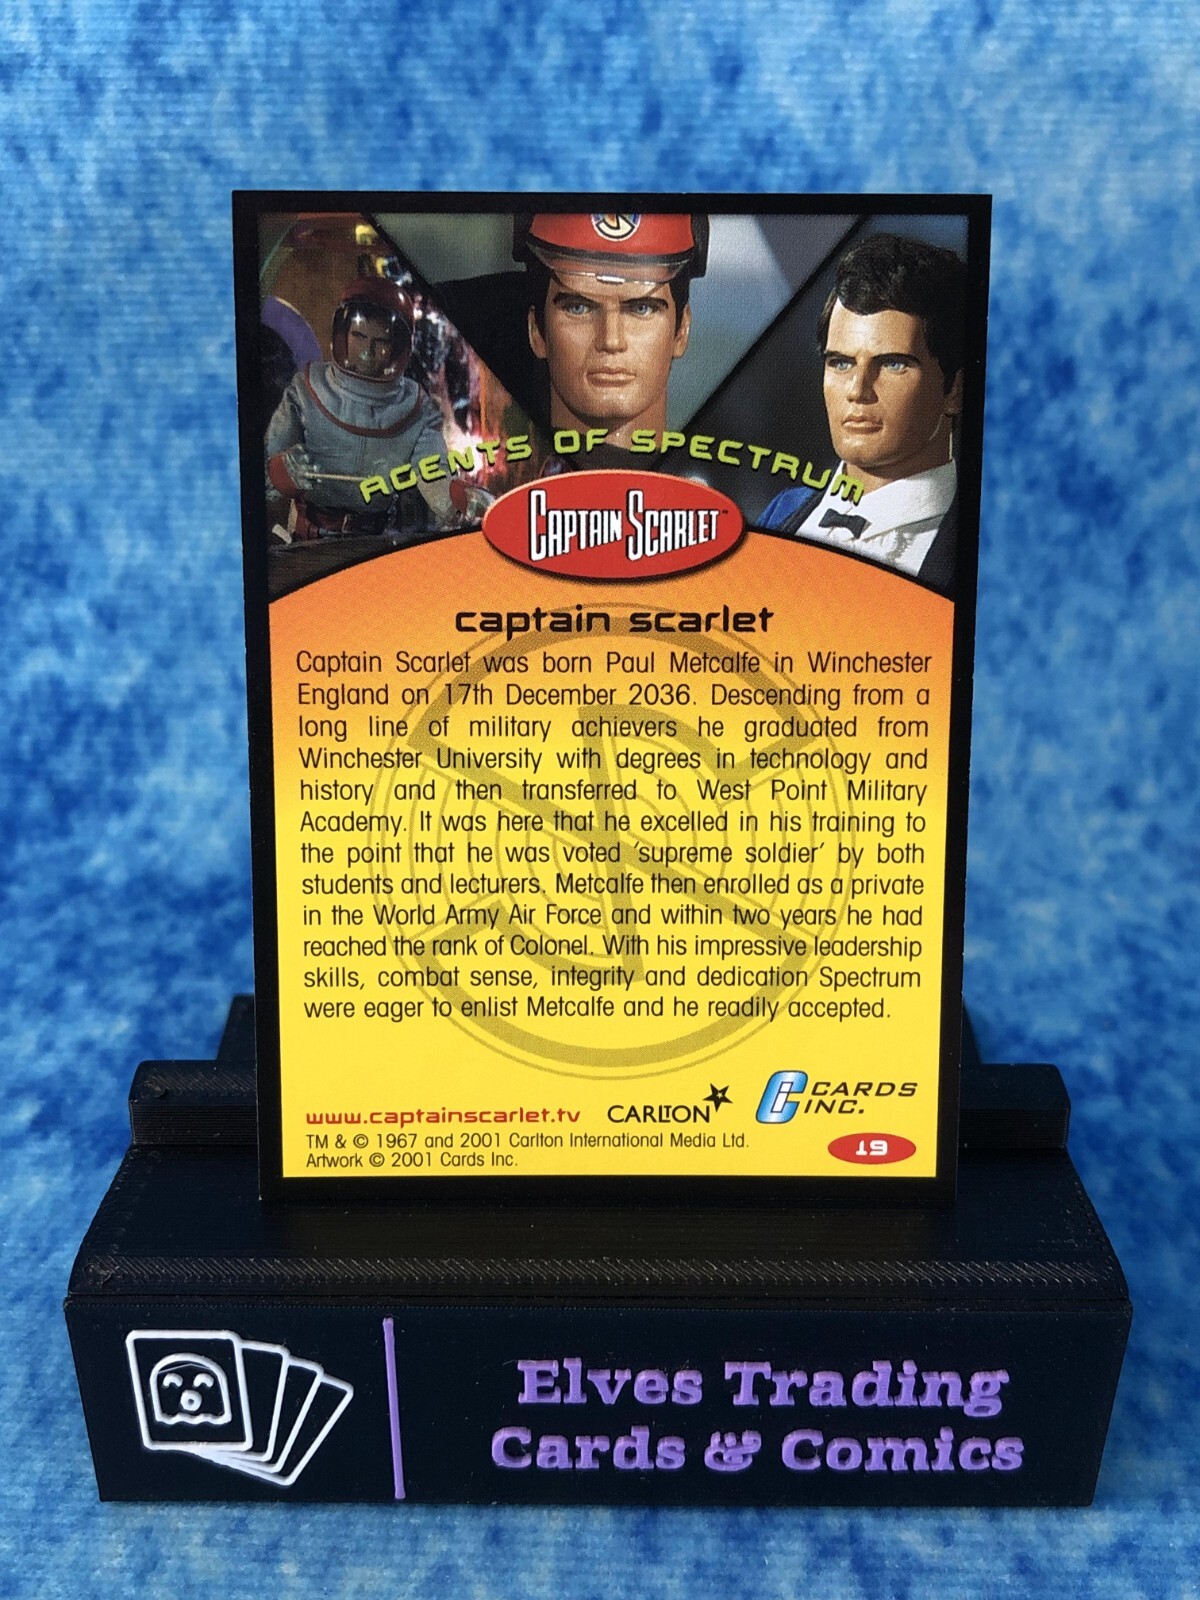 AGENTS OF SPECTRUM
CAPTAIN SCARLET™
captain scarlet
Captain Scarlet was born Paul Metcalfe in Winchester
England on 17th December 2036. Descending from a
long line of military achievers he graduated from
Winchester University with degrees in technology and
history and then transferred to West Point Military
Academy. It was here that he excelled in his training to
the point that he was voted 'supreme soldier' by both
students and lecturers. Metcalfe then enrolled as a private
in the World Army Air Force and within two years he had
reached the rank of Colonel. With his impressive leadership
skills, combat sense, integrity and dedication Spectrum
were eager to enlist Metcalfe and he readily accepted.
www.captainscarlet.tv CARLTON CARDS INC.
TM & © 1967 and 2001 Carlton International Media Ltd.
Artwork © 2001 Cards Inc.
19
Elves Trading
Cards & Comics